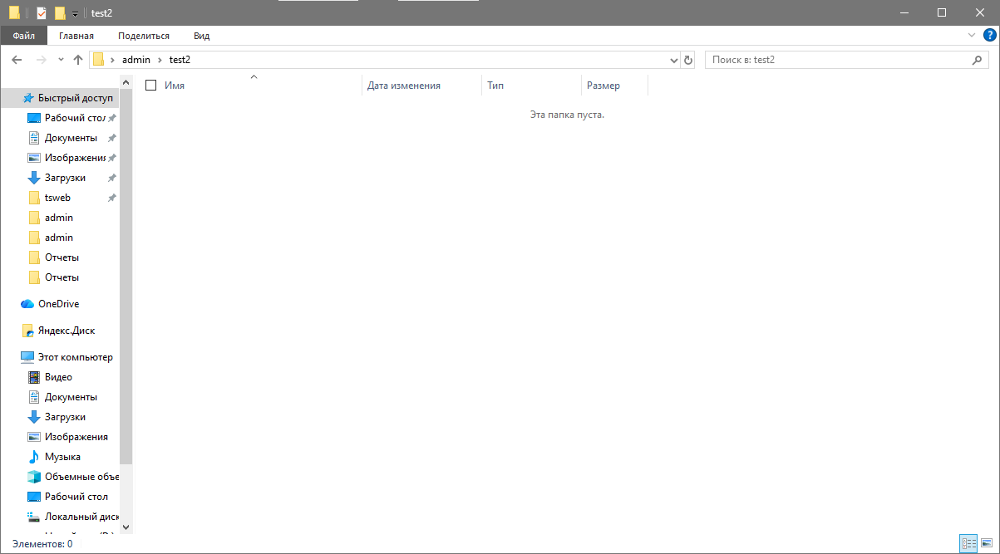 test2
Файл Главная Поделиться Вид
admin test2 Поиск в: test2
Имя Дата изменения Тип Размер
Эта папка пуста.
Быстрый доступ
Рабочий стол
Документы
Изображения
Загрузки
tsweb
admin
admin
Отчеты
Отчеты
OneDrive
Яндекс.Диск
Этот компьютер
Видео
Документы
Загрузки
Изображения
Музыка
Объемные объе
Рабочий стол
Локальный диск
Элементов: 0